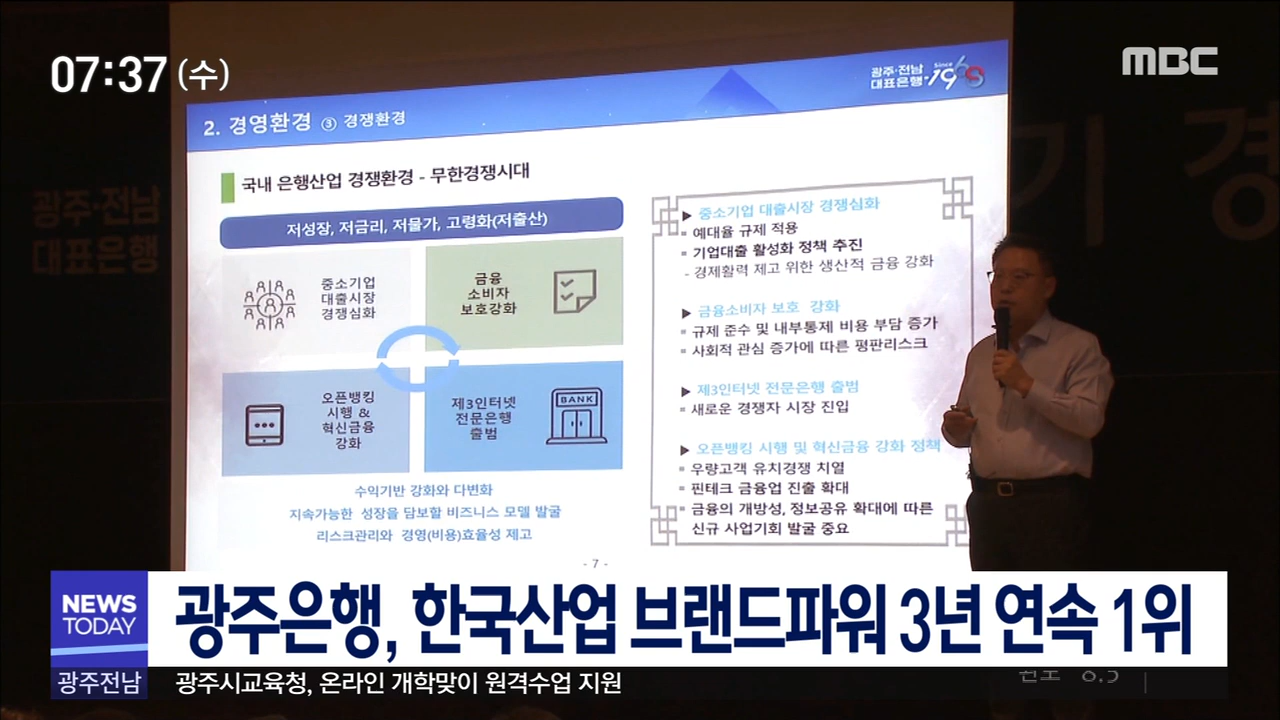 07:37 (수)
MBC
광주·전남
대표은행
기 경
2. 경영환경 ③ 경쟁환경
광주·전남
대표은행·
Since
1968
국내 은행산업 경쟁환경 - 무한경쟁시대
저성장, 저금리, 저물가, 고령화(저출산)
중소기업
대출시장
경쟁심화
금융
소비자
보호강화
오픈뱅킹
시행 &
혁신금융
강화
제3인터넷
전문은행
출범
BANK
수익기반 강화와 다변화
지속가능한 성장을 담보할 비즈니스 모델 발굴
리스크관리와 경영(비용)효율성 제고
▶ 중소기업 대출시장 경쟁심화
▪ 예대율 규제 적용
▪ 기업대출 활성화 정책 추진
- 경제활력 제고 위한 생산적 금융 강화
▶ 금융소비자 보호 강화
▪ 규제 준수 및 내부통제 비용 부담 증가
▪ 사회적 관심 증가에 따른 평판리스크
▶ 제3인터넷 전문은행 출범
▪ 새로운 경쟁자 시장 진입
▶ 오픈뱅킹 시행 및 혁신금융 강화 정책
▪ 우량고객 유치경쟁 치열
▪ 핀테크 금융업 진출 확대
▪ 금융의 개방성, 정보공유 확대에 따른
신규 사업기회 발굴 중요
- 7 -
NEWS
TODAY
광주은행, 한국산업 브랜드파워 3년 연속 1위
광주전남
광주시교육청, 온라인 개학맞이 원격수업 지원